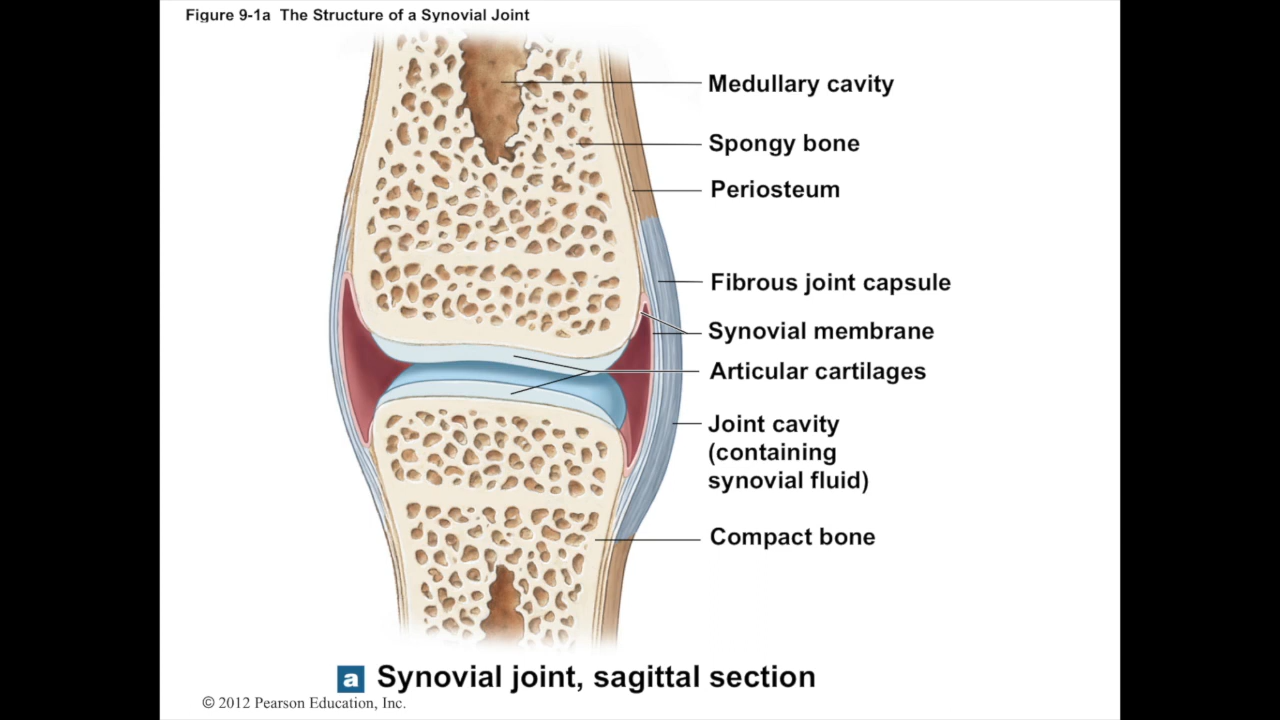 Figure 9-1a  The Structure of a Synovial Joint
Medullary cavity
Spongy bone
Periosteum
Fibrous joint capsule
Synovial membrane
Articular cartilages
Joint cavity
(containing
synovial fluid)
Compact bone
a Synovial joint, sagittal section
© 2012 Pearson Education, Inc.